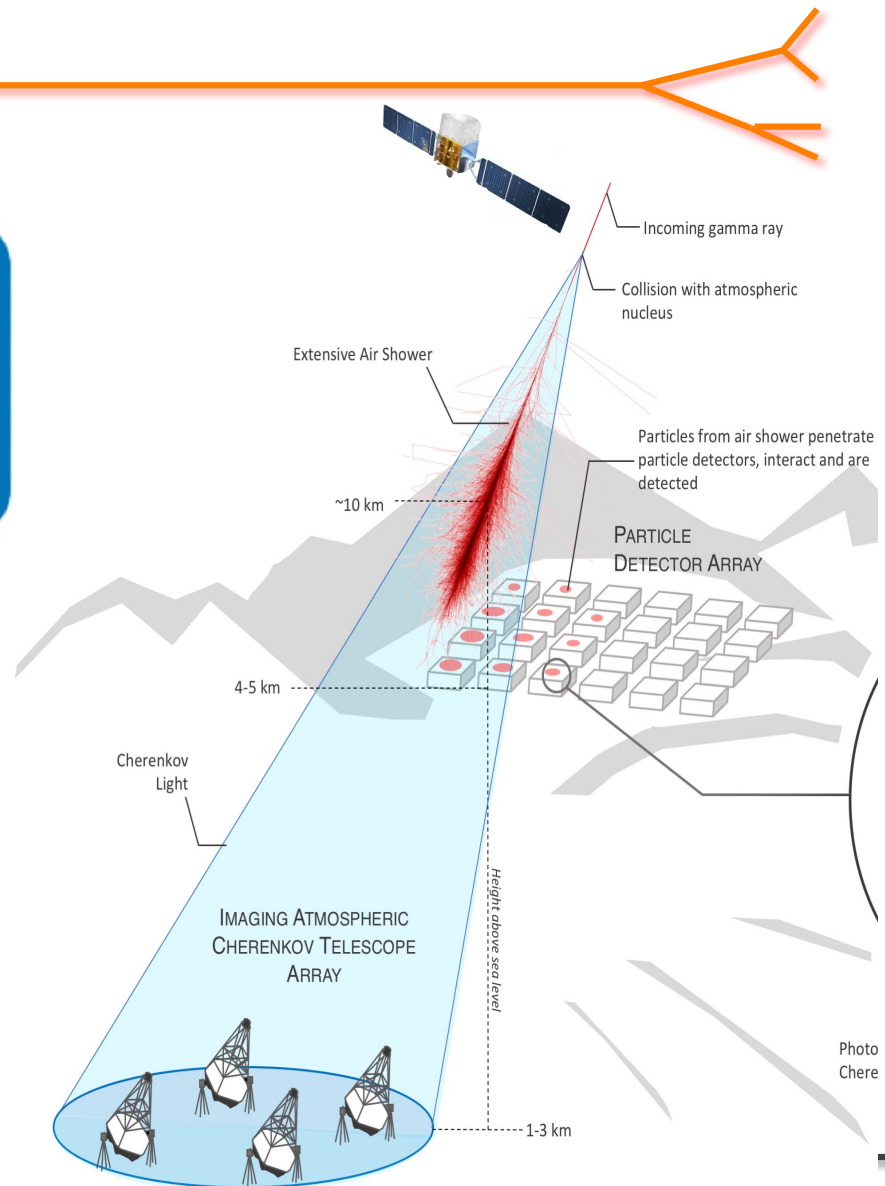 Incoming gamma ray
Collision with atmospheric
nucleus
Extensive Air Shower
Particles from air shower penetrate
particle detectors, interact and are
detected
~10 km
PARTICLE
DETECTOR ARRAY
4-5 km
Cherenkov
Light
Height above sea level
IMAGING ATMOSPHERIC
CHERENKOV TELESCOPE
ARRAY
Photo
Chere
1-3 km